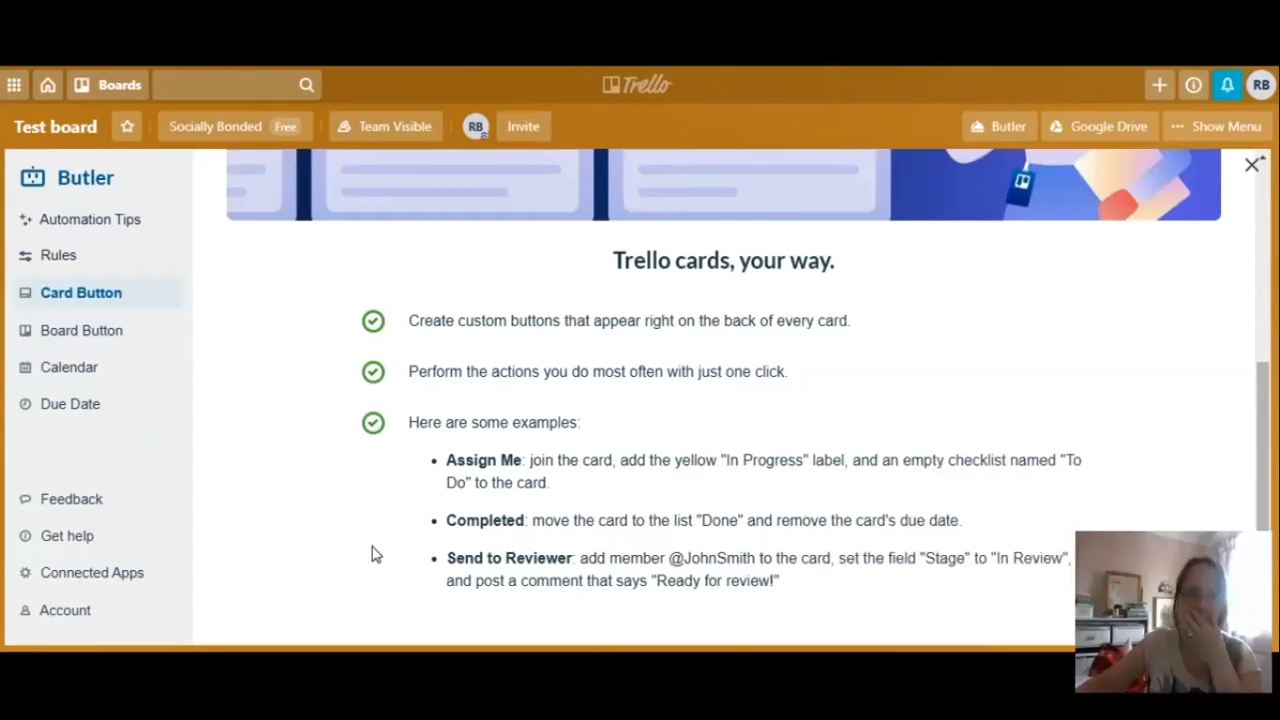 Boards
Trello
RB
Test board
Socially Bonded Free
Team Visible
RB
Invite
Butler
Google Drive
Show Menu
Butler
Automation Tips
Rules
Card Button
Board Button
Calendar
Due Date
Feedback
Get help
Connected Apps
Account
Trello cards, your way.
Create custom buttons that appear right on the back of every card.
Perform the actions you do most often with just one click.
Here are some examples:
• Assign Me: join the card, add the yellow "In Progress" label, and an empty checklist named "To
Do" to the card.
• Completed: move the card to the list "Done" and remove the card's due date.
• Send to Reviewer: add member @JohnSmith to the card, set the field "Stage" to "In Review",
and post a comment that says "Ready for review!"